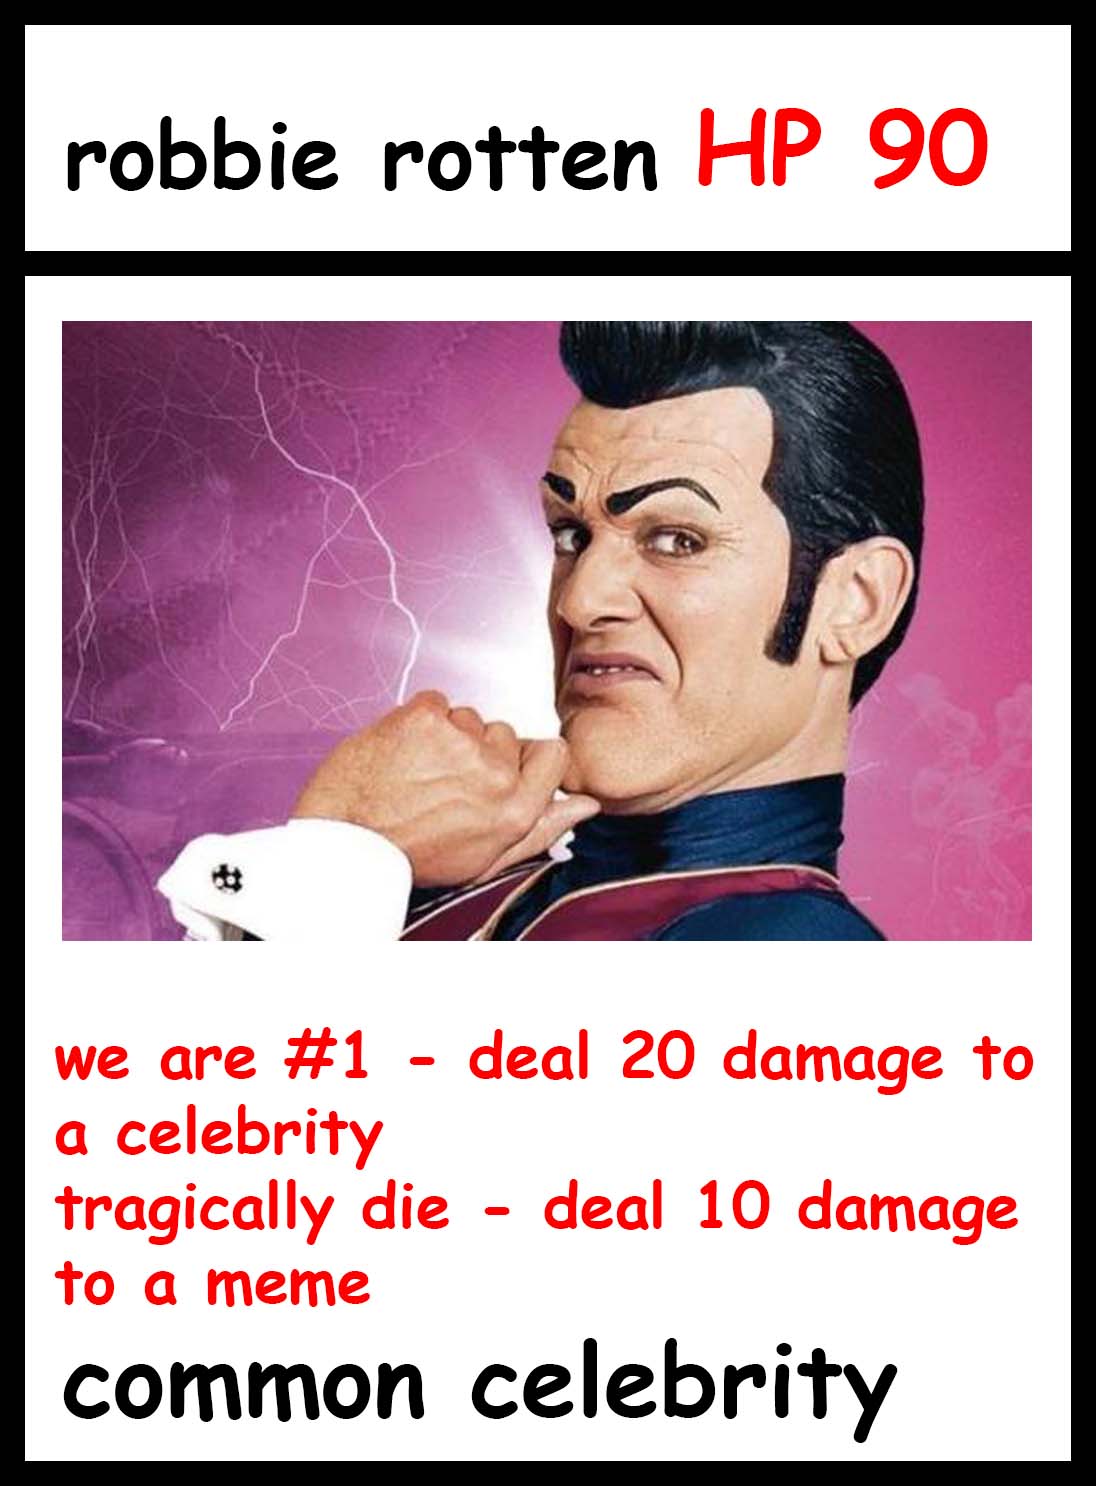 robbie rotten HP 90
we are #1 - deal 20 damage to
a celebrity
tragically die - deal 10 damage
to a meme
common celebrity